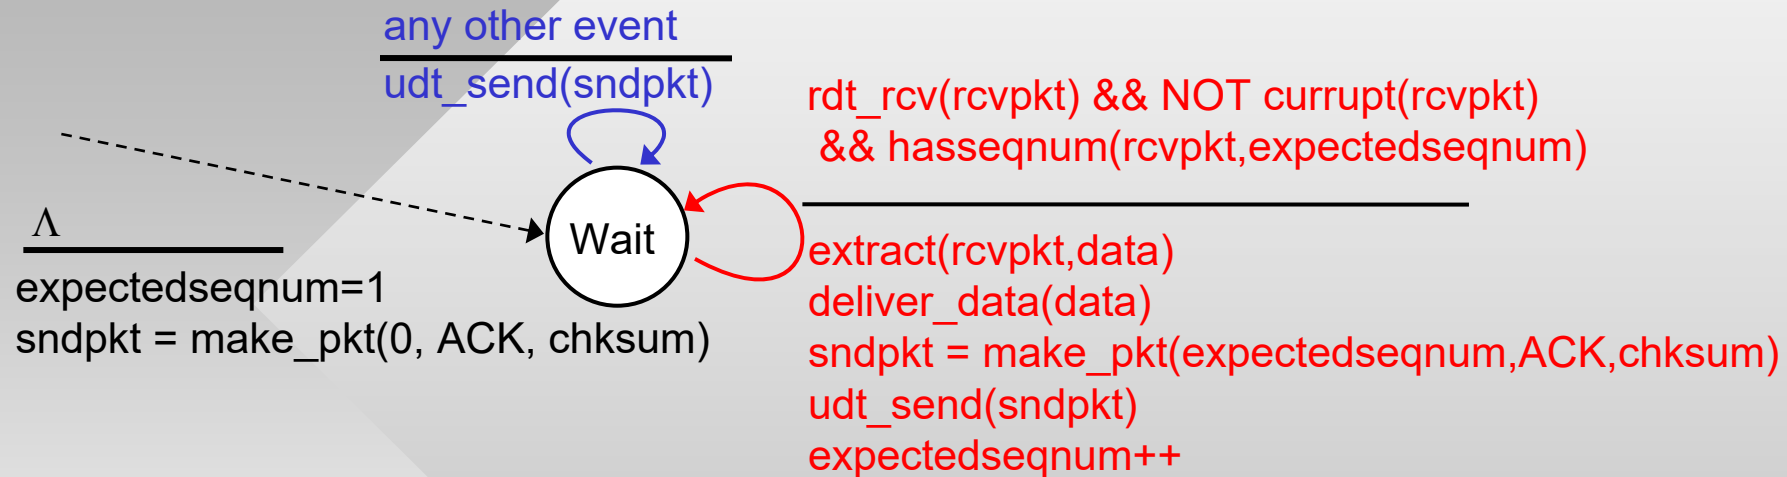 any other event
udt_send(sndpkt)
rdt_rcv(rcvpkt) && NOT currupt(rcvpkt)
&& hasseqnum(rcvpkt,expectedseqnum)
Λ
expectedseqnum=1
sndpkt = make_pkt(0, ACK, chksum)
Wait
extract(rcvpkt,data)
deliver_data(data)
sndpkt = make_pkt(expectedseqnum,ACK,chksum)
udt_send(sndpkt)
expectedseqnum++